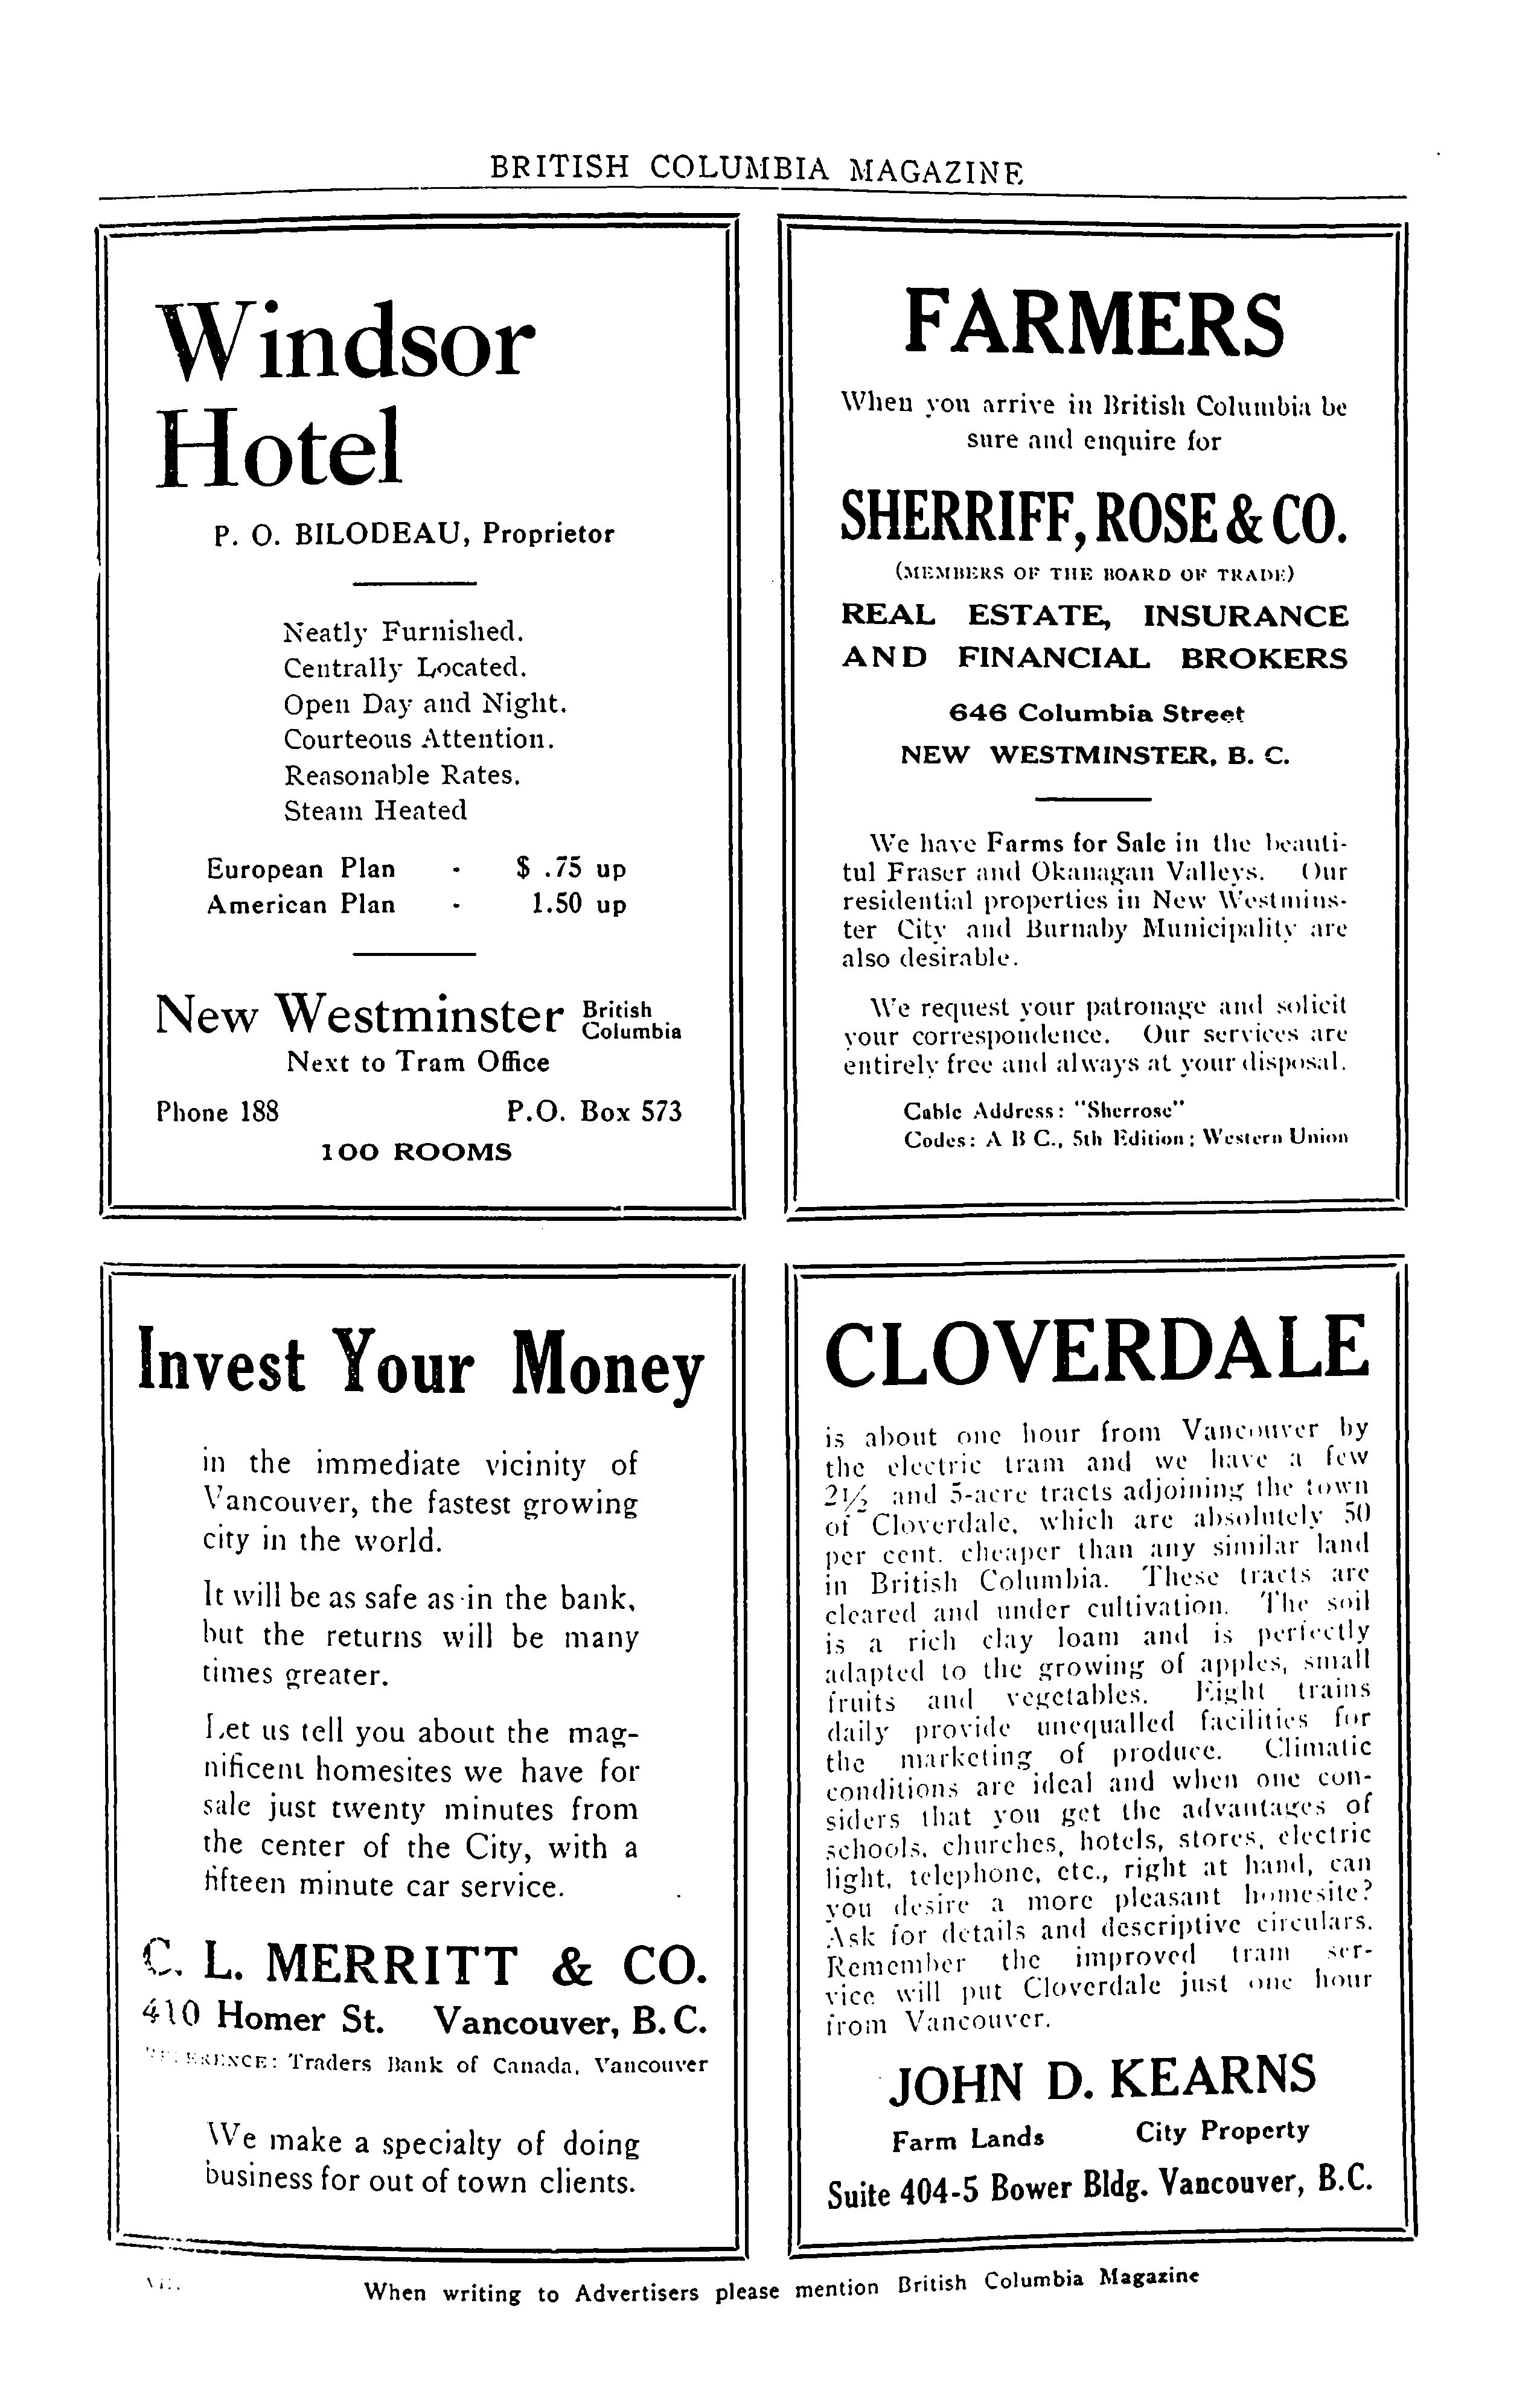 BRITISH COLUMBIA MAGAZINE
Windsor
Hotel
P. O. BILODEAU, Proprietor
Neatly Furnished.
Centrally Located.
Open Day and Night.
Courteous Attention.
Reasonable Rates.
Steam Heated
European Plan - $ .75 up
American Plan - 1.50 up
New Westminster British Columbia
Next to Tram Office
Phone 188 P.O. Box 573
100 ROOMS
FARMERS
When you arrive in British Columbia be
sure and enquire for
SHERRIFF, ROSE & CO.
(MEMBERS OF THE BOARD OF TRADE)
REAL ESTATE, INSURANCE
AND FINANCIAL BROKERS
646 Columbia Street
NEW WESTMINSTER, B. C.
We have Farms for Sale in the beauti-
tul Fraser and Okanagan Valleys. Our
residential properties in New Westmins-
ter City and Burnaby Municipality are
also desirable.
We request your patronage and solicit
your correspondence. Our services are
entirely free and always at your disposal.
Cable Address: "Sherrose"
Codes: A B C., 5th Edition; Western Union
Invest Your Money
in the immediate vicinity of
Vancouver, the fastest growing
city in the world.
It will be as safe as in the bank,
but the returns will be many
times greater.
Let us tell you about the mag-
nificent homesites we have for
sale just twenty minutes from
the center of the City, with a
fifteen minute car service.
C. L. MERRITT & CO.
410 Homer St. Vancouver, B.C.
REFERENCE: Traders Bank of Canada, Vancouver
We make a specialty of doing
business for out of town clients.
CLOVERDALE
is about one hour from Vancouver by
the electric tram and we have a few
2½ and 5-acre tracts adjoining the town
of Cloverdale, which are absolutely 50
per cent. cheaper than any similar land
in British Columbia. These tracts are
cleared and under cultivation. The soil
is a rich clay loam and is perfectly
adapted to the growing of apples, small
fruits and vegetables. Eight trains
daily provide unequalled facilities for
the marketing of produce. Climatic
conditions are ideal and when one con-
siders that you get the advantages of
schools, churches, hotels, stores, electric
light, telephone, etc., right at hand, can
you desire a more pleasant homesite?
Ask for details and descriptive circulars.
Remember the improved tram ser-
vice will put Cloverdale just one hour
from Vancouver.
JOHN D. KEARNS
Farm Lands City Property
Suite 404-5 Bower Bldg. Vancouver, B.C.
When writing to Advertisers please mention British Columbia Magazine